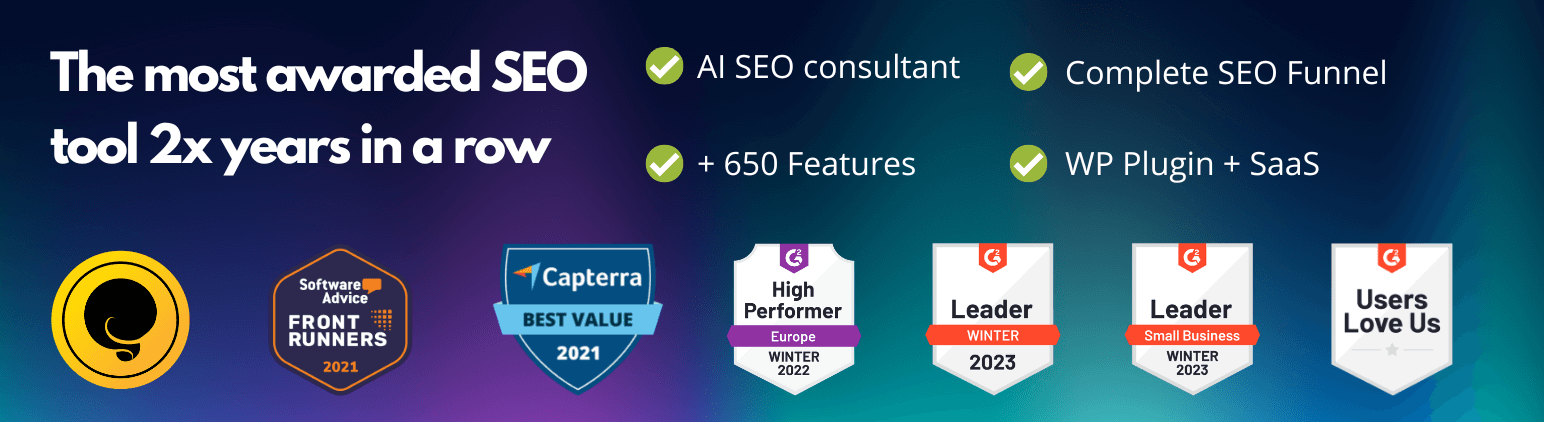 The most awarded SEO
tool 2x years in a row
AI SEO consultant
Complete SEO Funnel
+ 650 Features
WP Plugin + SaaS
Software
Advice
FRONT
RUNNERS
2021
Capterra
BEST VALUE
2021
G2
High
Performer
Europe
WINTER
2022
G2
Leader
WINTER
2023
G2
Leader
Small Business
WINTER
2023
G2
Users
Love Us